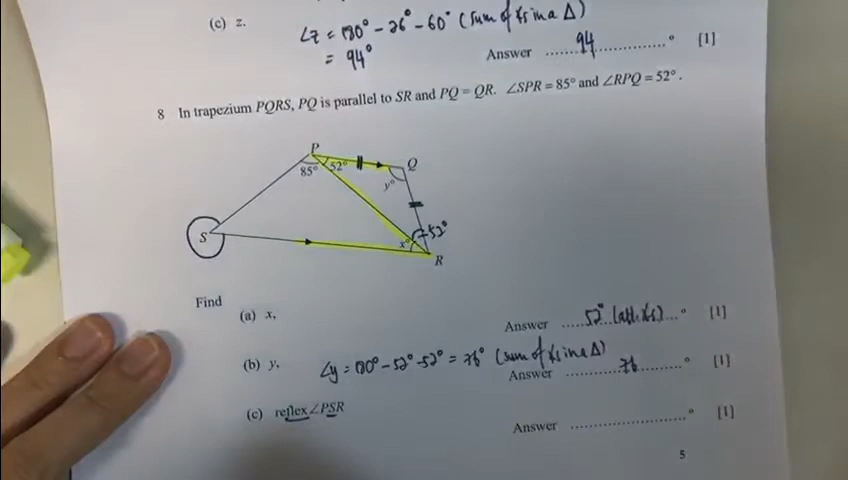 (c) z.
∠z = 180° - 26° - 60° (sum of ∠s in a Δ)
= 94°
Answer ......94...............° [1]
8 In trapezium PQRS, PQ is parallel to SR and PQ = QR. ∠SPR = 85° and ∠RPQ = 52°.
P
85° 52° Q
y°
S x° 52°
R
Find
(a) x,
Answer ......52° (alt. ∠s)...° [1]
(b) y, ∠y = 180° - 52° - 52° = 76° (sum of ∠s in a Δ)
Answer ..............76..........° [1]
(c) reflex ∠PSR
Answer ........................° [1]
5